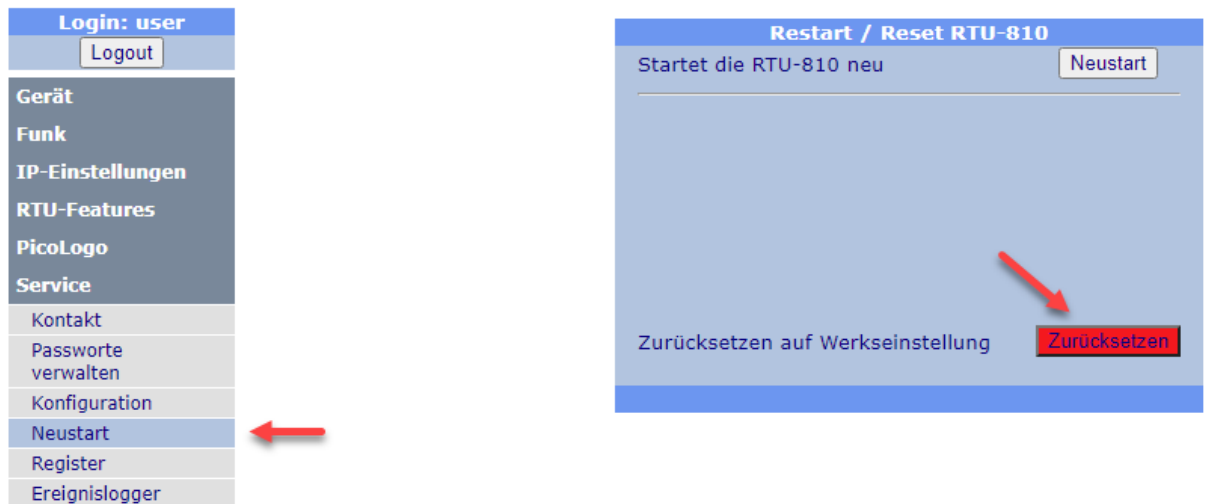 Login: user
Logout
Gerät
Funk
IP-Einstellungen
RTU-Features
PicoLogo
Service
Kontakt
Passworte
verwalten
Konfiguration
Neustart
Register
Ereignislogger
Restart / Reset RTU-810
Startet die RTU-810 neu Neustart
Zurücksetzen auf Werkseinstellung Zurücksetzen